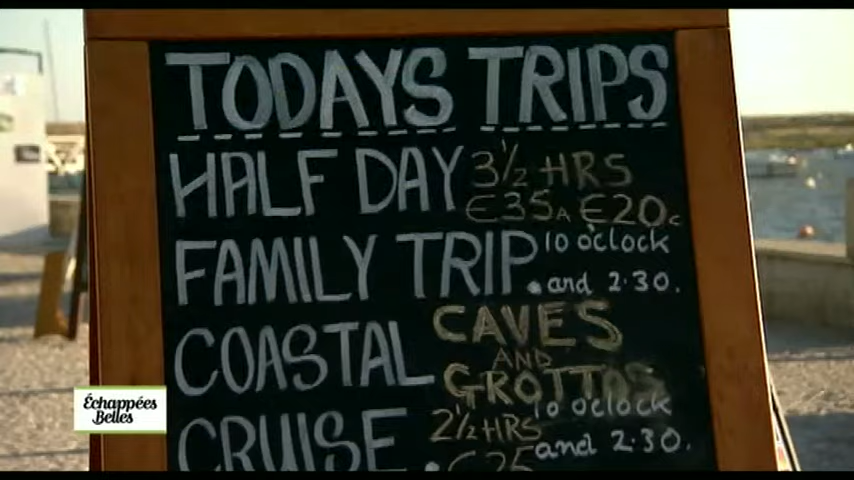 TODAYS TRIPS
HALF DAY 3½ HRS
€35A €20C
FAMILY TRIP 10 o'clock
and 2.30.
COASTAL CAVES
AND
GROTTOS
CRUISE 2½ HRS 10 o'clock
and 2.30.
€25
Échappées
Belles